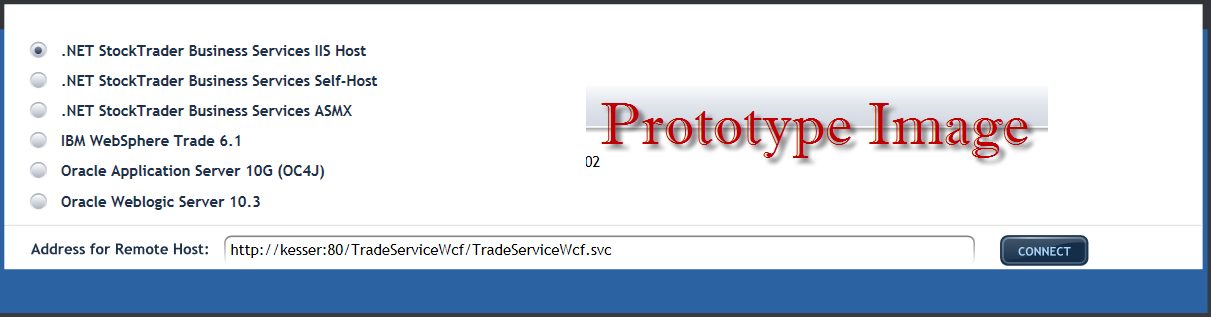 .NET StockTrader Business Services IIS Host
.NET StockTrader Business Services Self-Host
.NET StockTrader Business Services ASMX
IBM WebSphere Trade 6.1
Oracle Application Server 10G (OC4J)
Oracle Weblogic Server 10.3
Prototype Image
02
Address for Remote Host: http://kesser:80/TradeServiceWcf/TradeServiceWcf.svc CONNECT